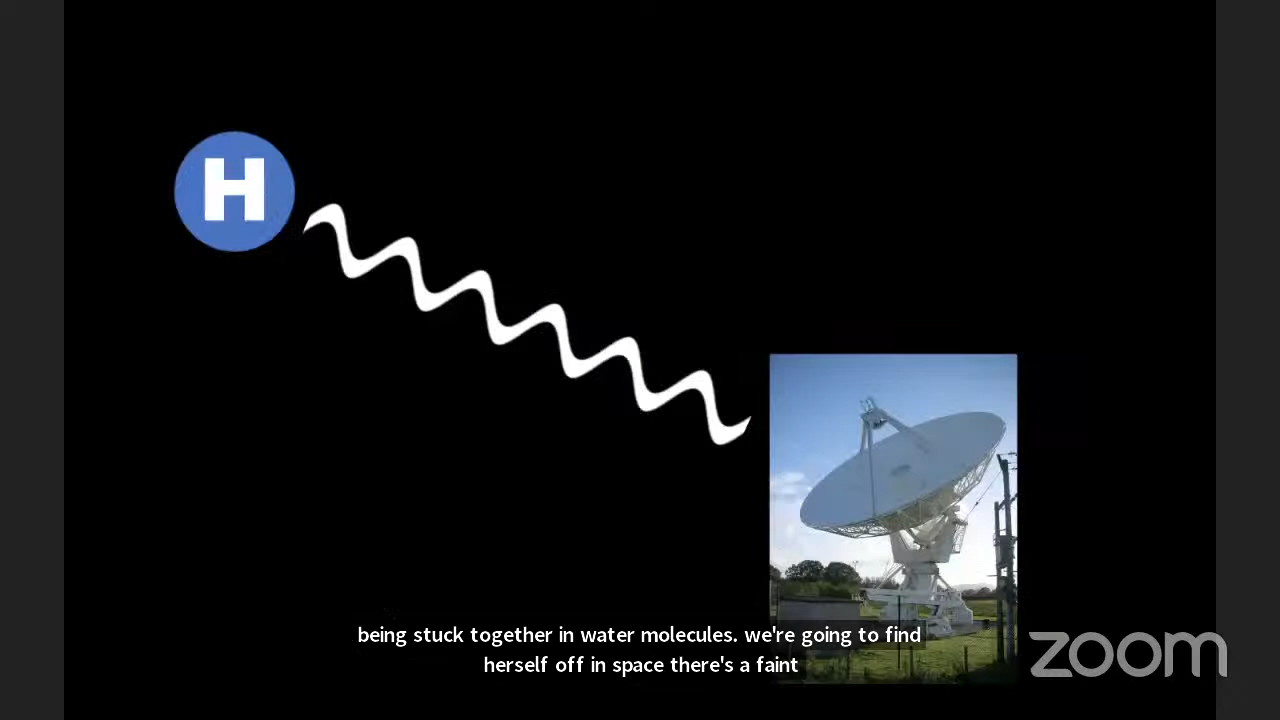 H
being stuck together in water molecules. we're going to find
herself off in space there's a faint
zoom